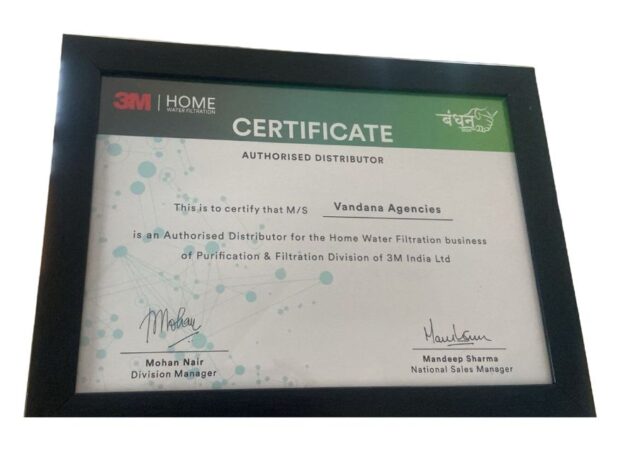 3M | HOME
WATER FILTRATION
बंधन
CERTIFICATE
AUTHORISED DISTRIBUTOR
This is to certify that M/S Vandana Agencies
is an Authorised Distributor for the Home Water Filtration business
of Purification & Filtration Division of 3M India Ltd
Mohan
Mohan Nair
Division Manager
Mandeep Sharma
National Sales Manager